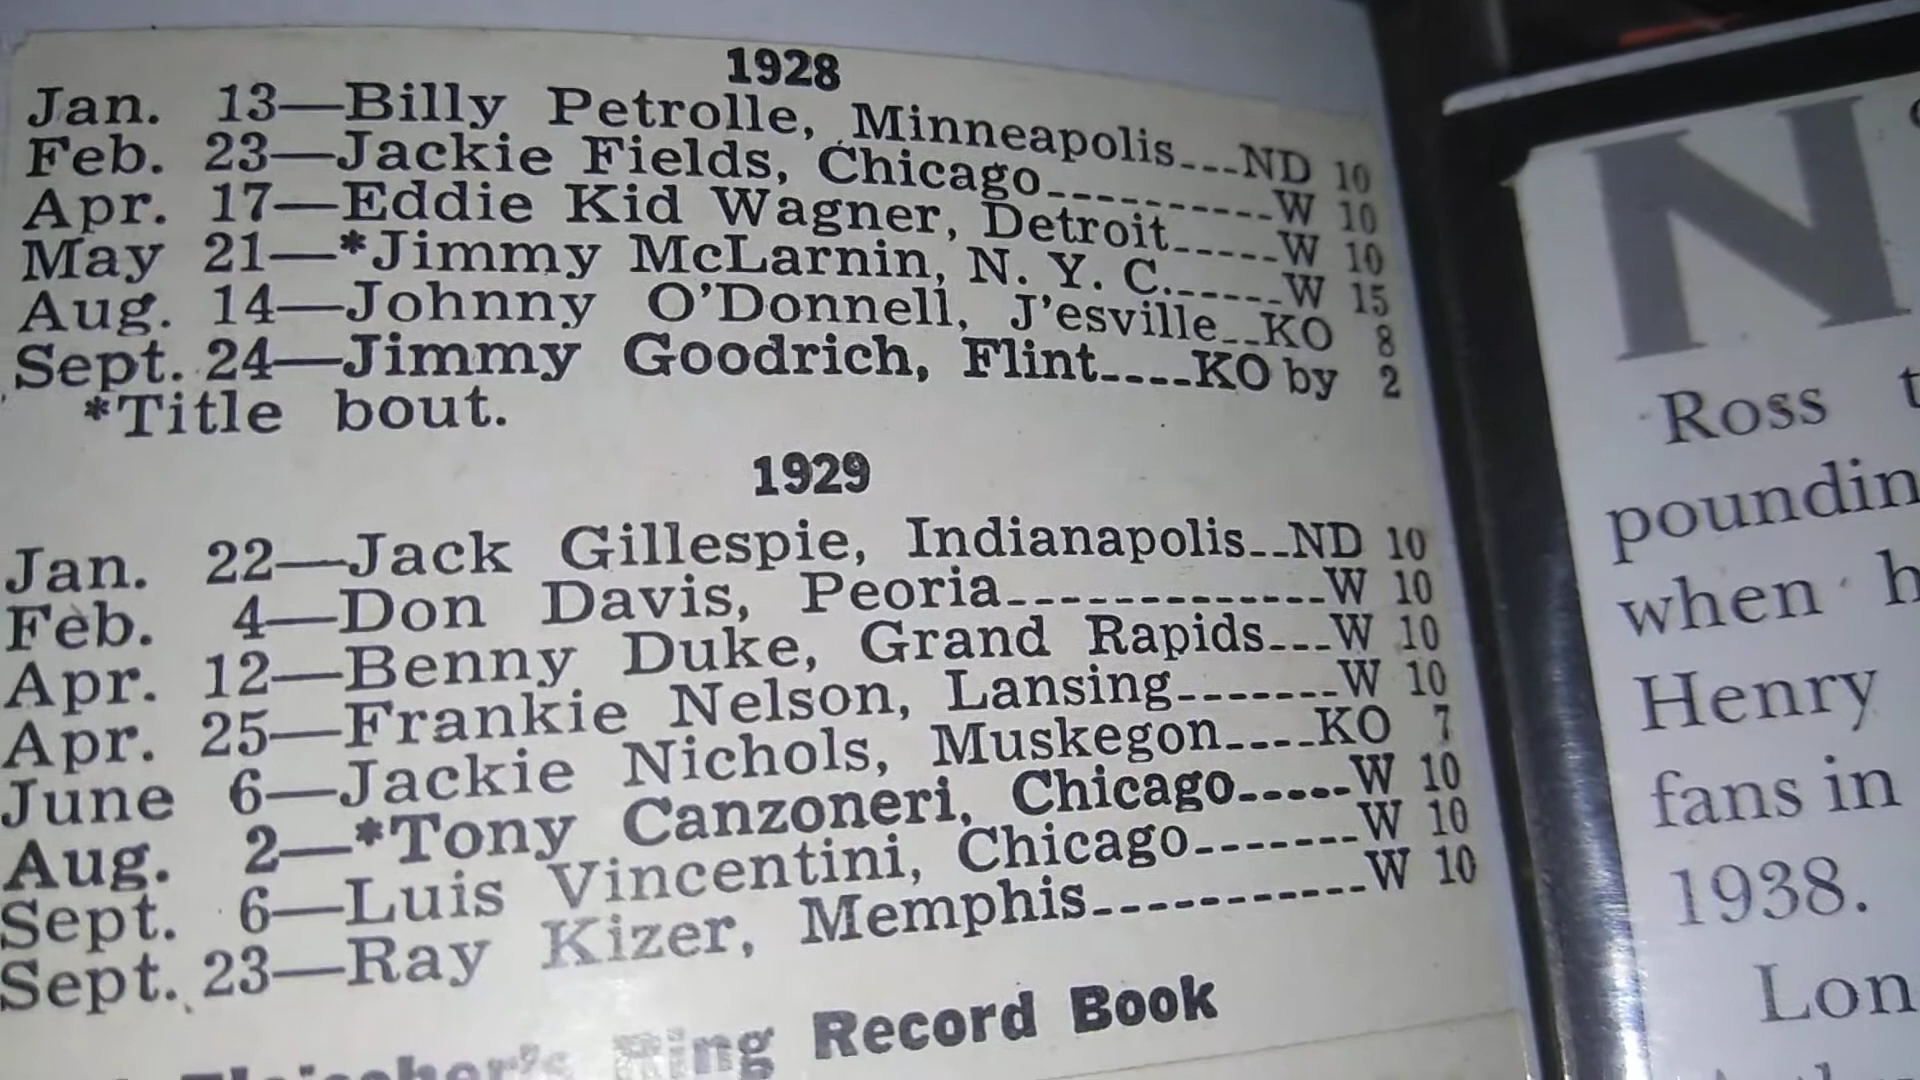 1928
Jan. 13—Billy Petrolle, Minneapolis---ND 10
Feb. 23—Jackie Fields, Chicago----------W 10
Apr. 17—Eddie Kid Wagner, Detroit-----W 10
May 21—*Jimmy McLarnin, N. Y. C.-----W 15
Aug. 14—Johnny O'Donnell, J'esville--KO 8
Sept. 24—Jimmy Goodrich, Flint----KO by 2
*Title bout.
1929
Jan. 22—Jack Gillespie, Indianapolis--ND 10
Feb. 4—Don Davis, Peoria-------------W 10
Apr. 12—Benny Duke, Grand Rapids---W 10
Apr. 25—Frankie Nelson, Lansing-------W 10
June 6—Jackie Nichols, Muskegon----KO 7
Aug. 2—*Tony Canzoneri, Chicago-----W 10
Sept. 6—Luis Vincentini, Chicago-------W 10
Sept. 23—Ray Kizer, Memphis-----------W 10
Fleischer's Ring Record Book
N
Ross
poundin
when h
Henry
fans in
1938.
Lon